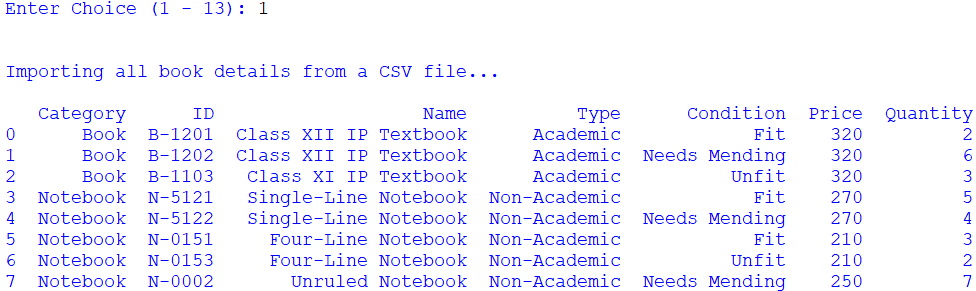 Enter Choice (1 - 13): 1
Importing all book details from a CSV file...
Category ID Name Type Condition Price Quantity
0 Book B-1201 Class XII IP Textbook Academic Fit 320 2
1 Book B-1202 Class XII IP Textbook Academic Needs Mending 320 6
2 Book B-1103 Class XI IP Textbook Academic Unfit 320 3
3 Notebook N-5121 Single-Line Notebook Non-Academic Fit 270 5
4 Notebook N-5122 Single-Line Notebook Non-Academic Needs Mending 270 4
5 Notebook N-0151 Four-Line Notebook Non-Academic Fit 210 3
6 Notebook N-0153 Four-Line Notebook Non-Academic Unfit 210 2
7 Notebook N-0002 Unruled Notebook Non-Academic Needs Mending 250 7